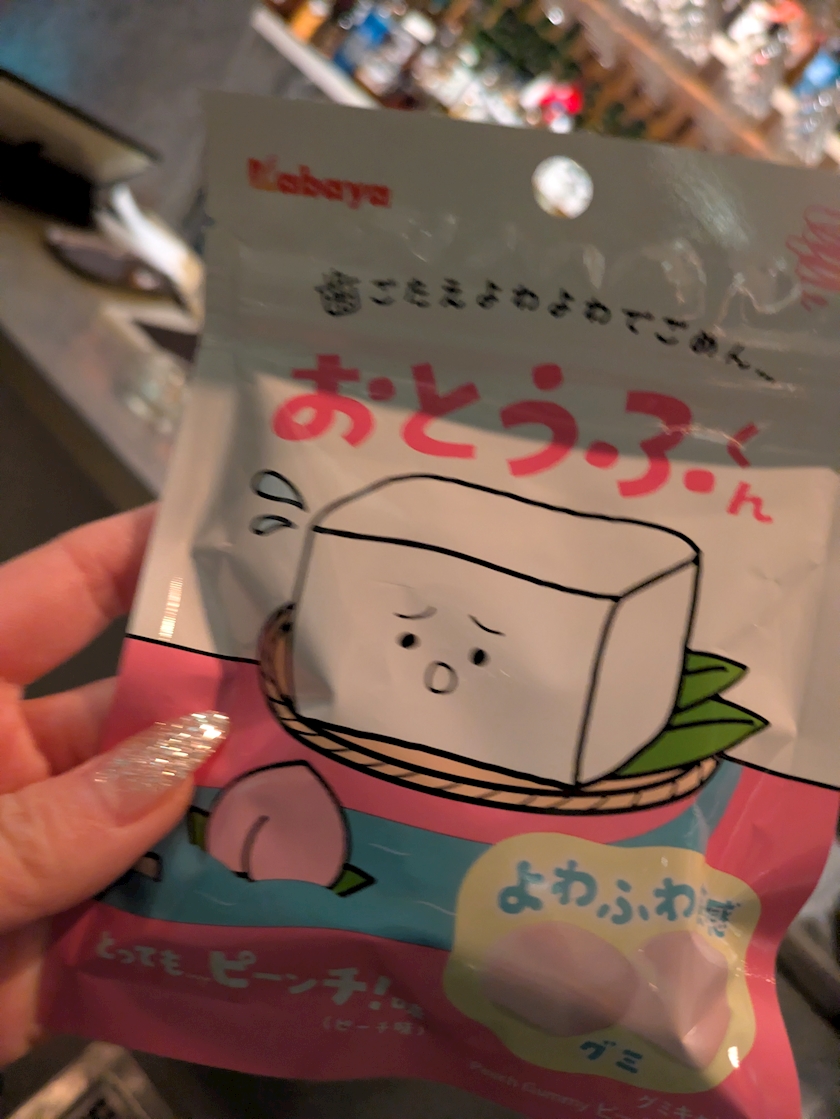 Kabaya
歯ごたえよわよわでごめん…
おとうふくん
よわふわ感
グミ
とっても…ピーンチ!味
(ピーチ味)
Peach Gummy